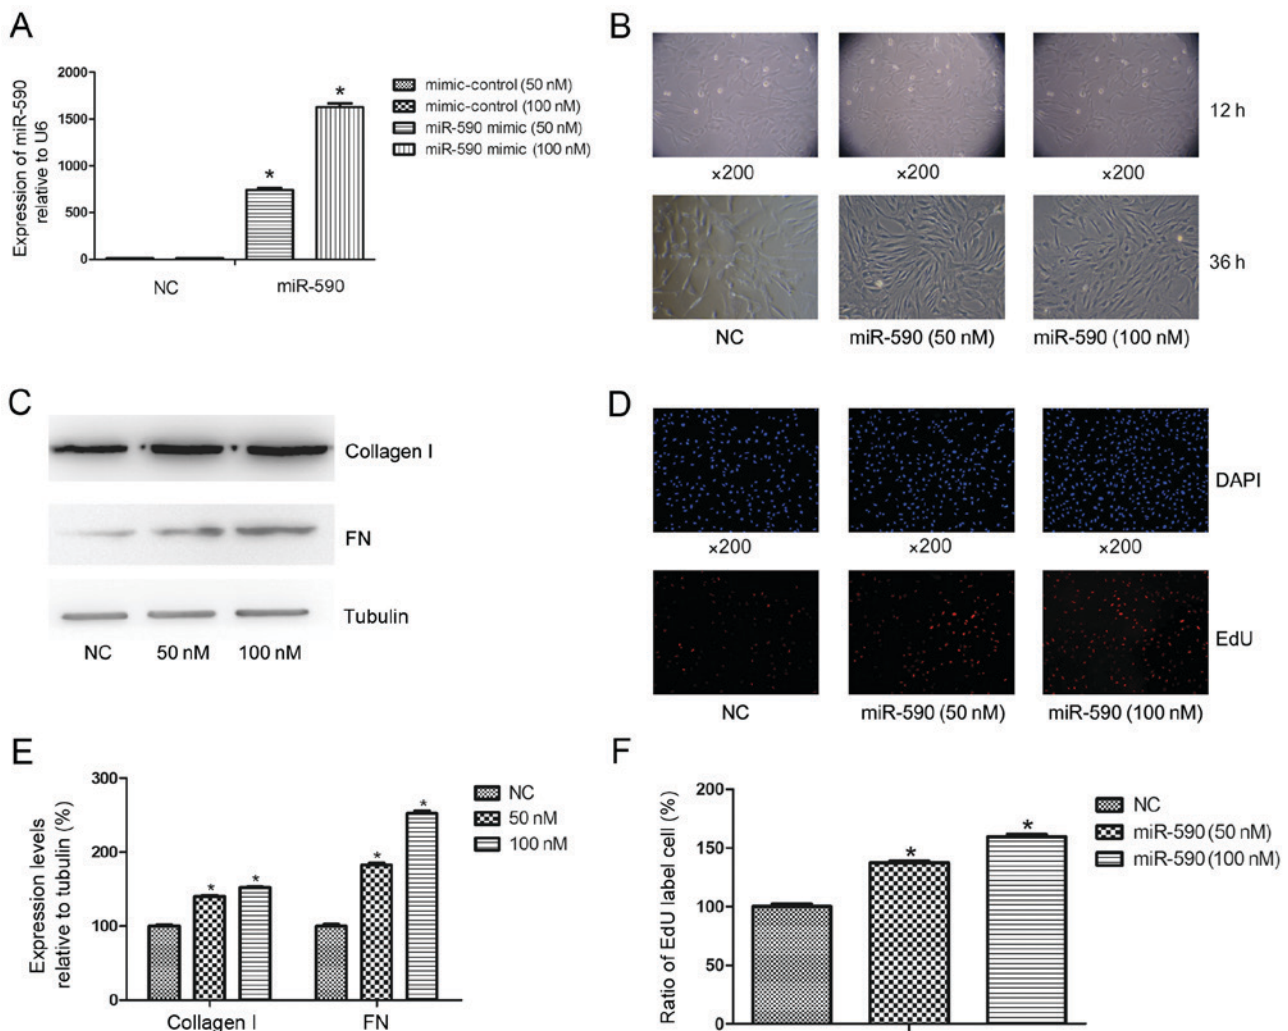 A
Expression of miR-590
relative to U6
2000
1500
1000
500
0
*
*
NC
miR-590
mimic-control (50 nM)
mimic-control (100 nM)
miR-590 mimic (50 nM)
miR-590 mimic (100 nM)
B
12 h
×200
×200
×200
36 h
NC
miR-590 (50 nM)
miR-590 (100 nM)
C
Collagen I
FN
Tubulin
NC
50 nM
100 nM
D
DAPI
×200
×200
×200
EdU
NC
miR-590 (50 nM)
miR-590 (100 nM)
E
Expression levels
relative to tubulin (%)
300
200
100
0
*
*
*
*
Collagen I
FN
NC
50 nM
100 nM
F
Ratio of EdU label cell (%)
200
150
100
50
0
*
*
NC
miR-590 (50 nM)
miR-590 (100 nM)